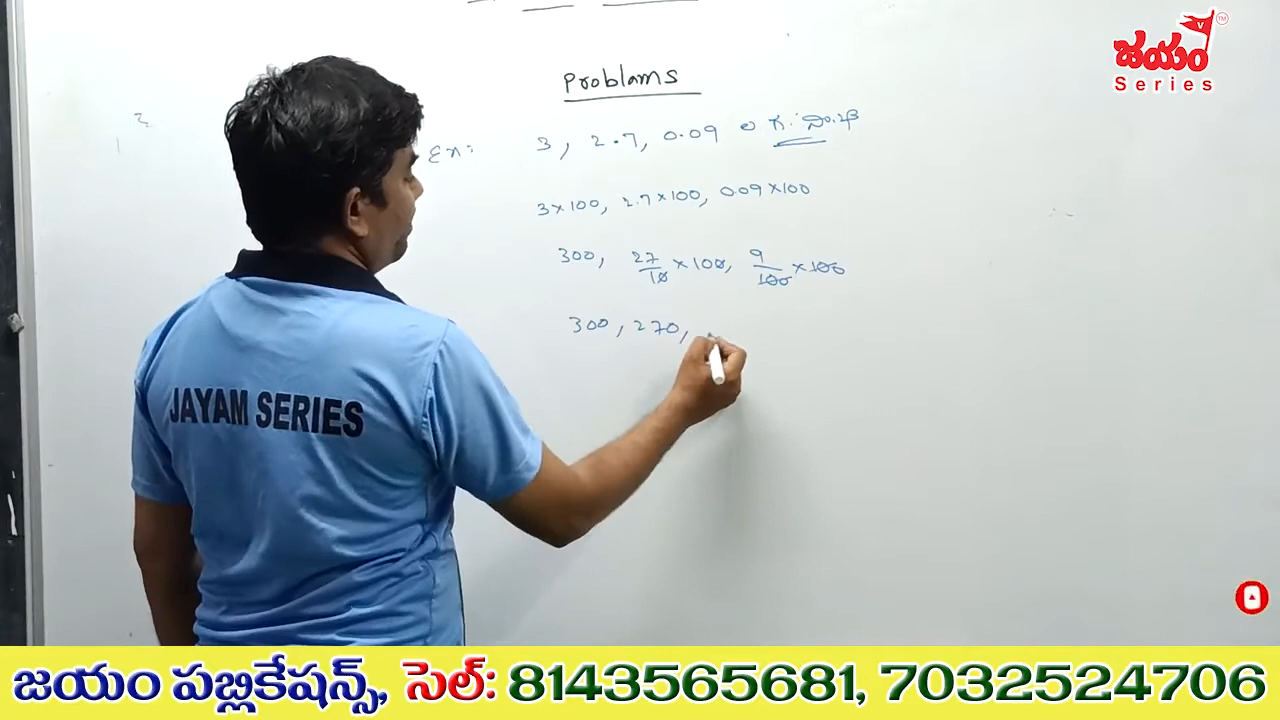 జయం
Series
Problams
Ex: 3, 2.7, 0.09 ల గ.సా.భా
3×100, 2.7×100, 0.09×100
300, 27/10 ×100, 9/100 ×100
300, 270,
JAYAM SERIES
జయం పబ్లికేషన్స్, సెల్: 8143565681, 7032524706